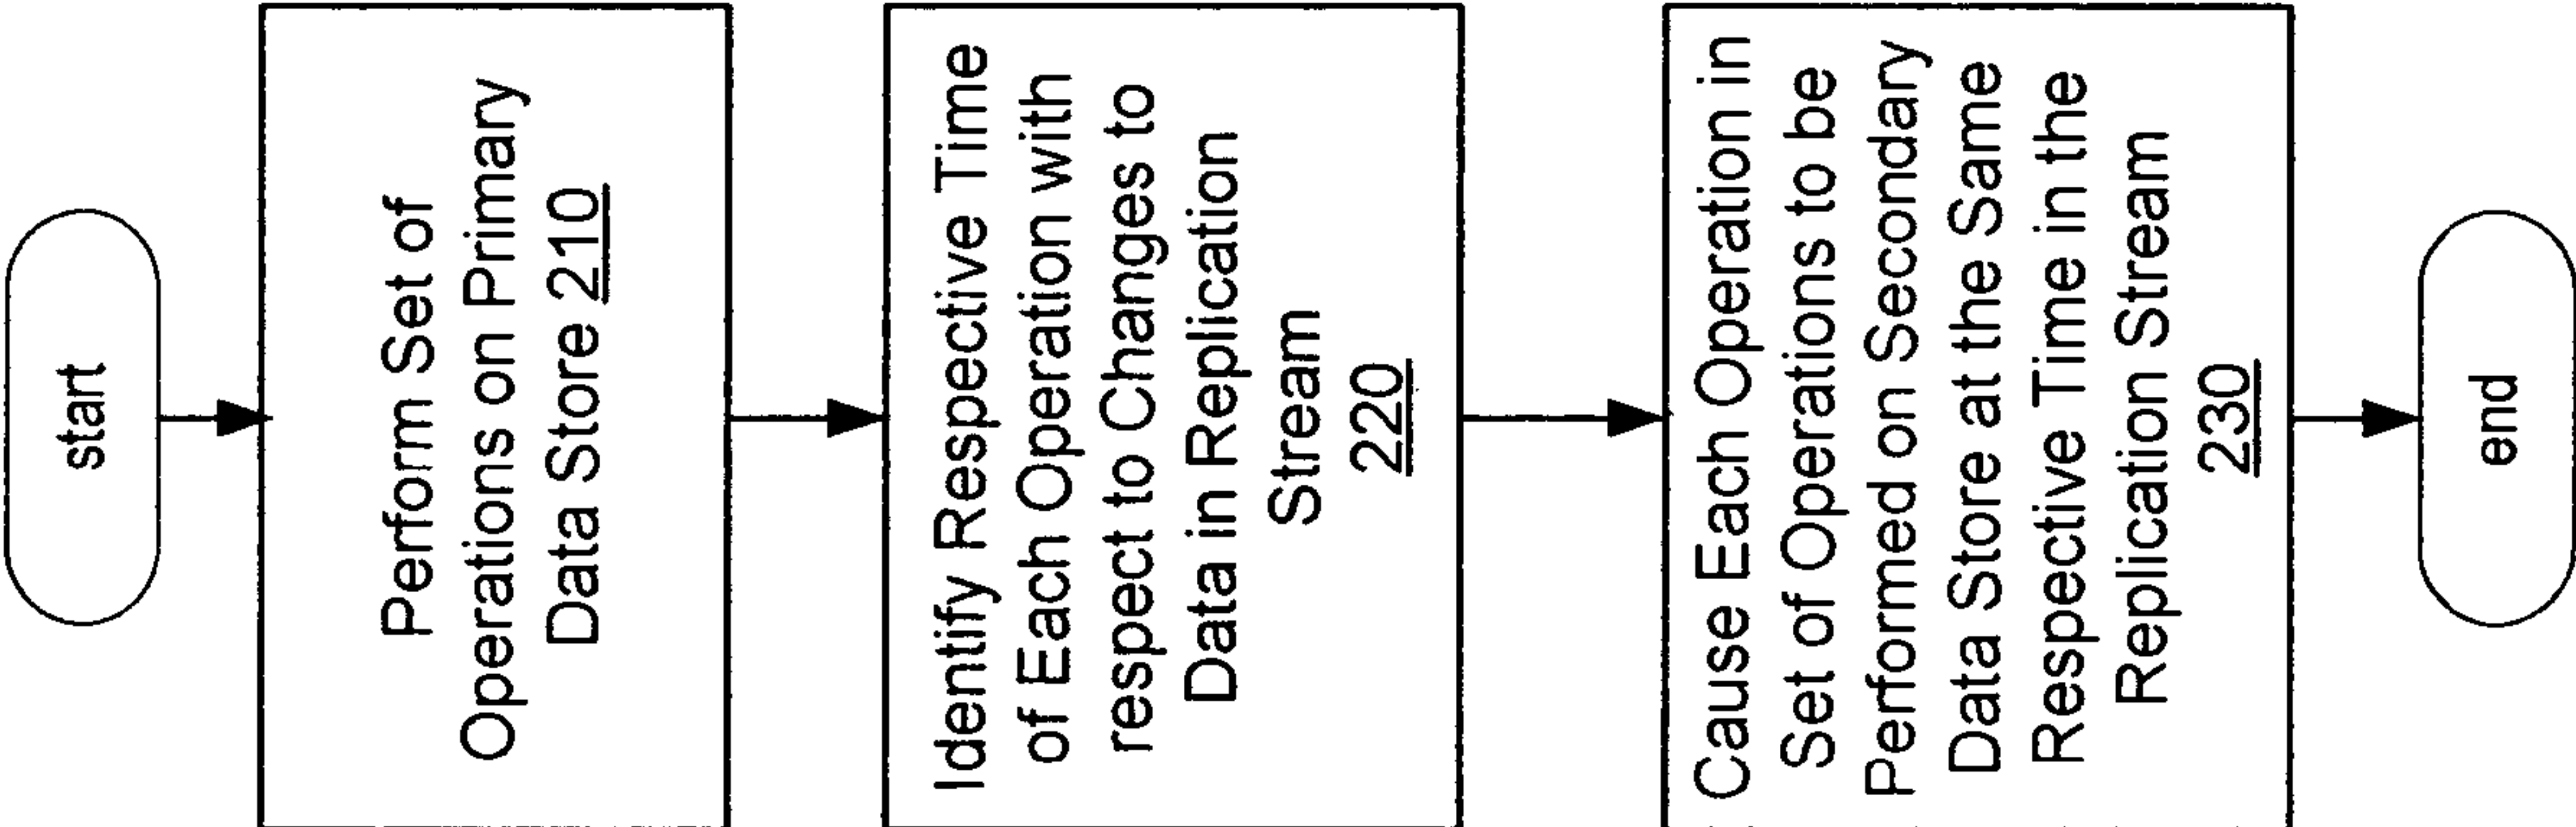 start
Perform Set of
Operations on Primary
Data Store 210
Identify Respective Time
of Each Operation with
respect to Changes to
Data in Replication
Stream
220
Cause Each Operation in
Set of Operations to be
Performed on Secondary
Data Store at the Same
Respective Time in the
Replication Stream
230
end